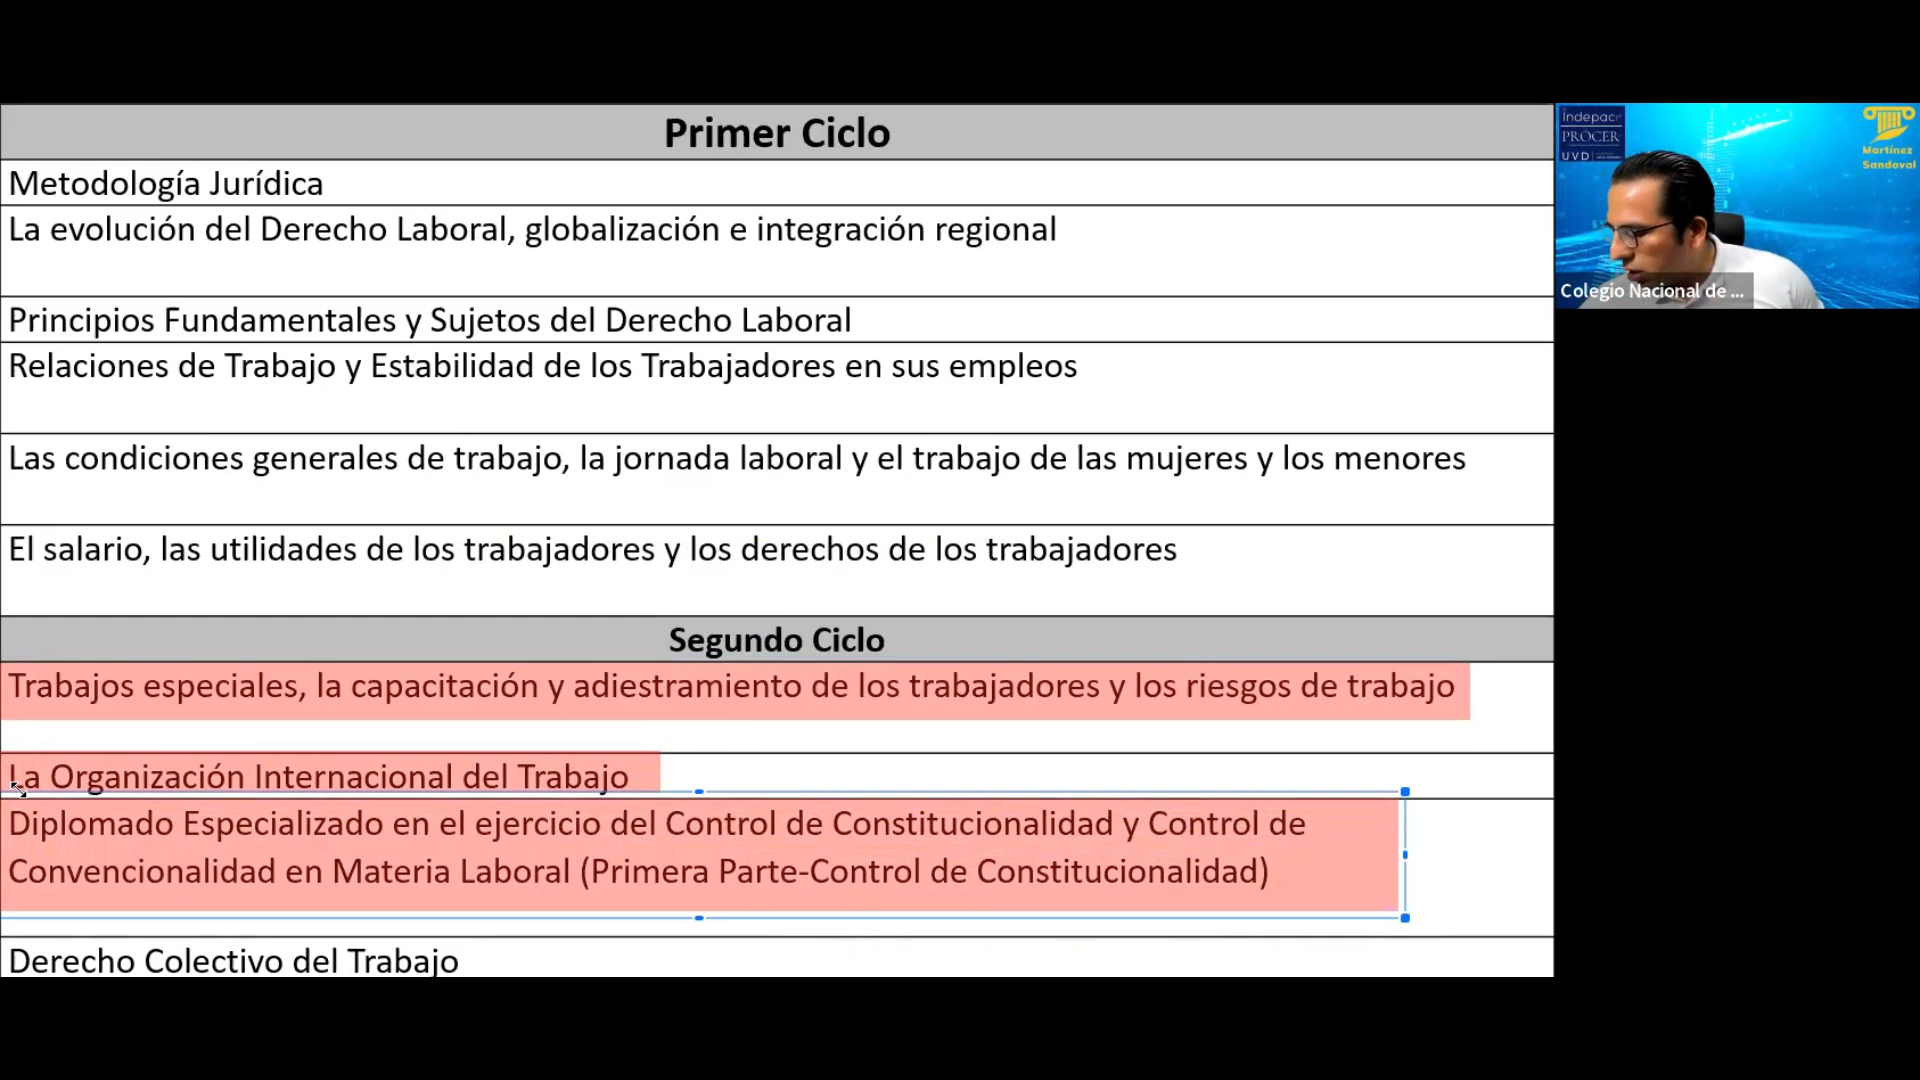 Primer Ciclo
Metodología Jurídica
La evolución del Derecho Laboral, globalización e integración regional
Principios Fundamentales y Sujetos del Derecho Laboral
Relaciones de Trabajo y Estabilidad de los Trabajadores en sus empleos
Las condiciones generales de trabajo, la jornada laboral y el trabajo de las mujeres y los menores
El salario, las utilidades de los trabajadores y los derechos de los trabajadores
Segundo Ciclo
Trabajos especiales, la capacitación y adiestramiento de los trabajadores y los riesgos de trabajo
La Organización Internacional del Trabajo
Diplomado Especializado en el ejercicio del Control de Constitucionalidad y Control de
Convencionalidad en Materia Laboral (Primera Parte-Control de Constitucionalidad)
Derecho Colectivo del Trabajo
Indepac
PRÓCER
UVD
Martínez
Sandoval
Colegio Nacional de ...